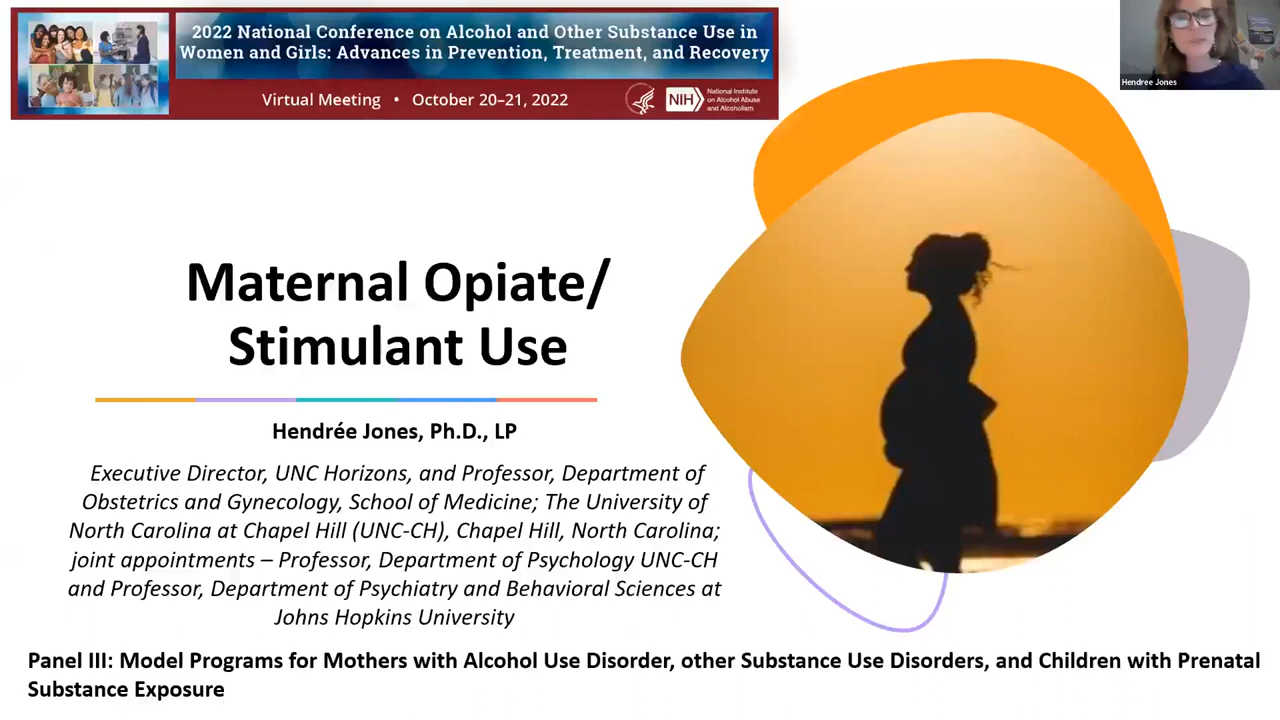 2022 National Conference on Alcohol and Other Substance Use in
Women and Girls: Advances in Prevention, Treatment, and Recovery
Virtual Meeting • October 20–21, 2022
NIH
National Institute
on Alcohol Abuse
and Alcoholism
Hendree Jones
Maternal Opiate/
Stimulant Use
Hendrée Jones, Ph.D., LP
Executive Director, UNC Horizons, and Professor, Department of
Obstetrics and Gynecology, School of Medicine; The University of
North Carolina at Chapel Hill (UNC-CH), Chapel Hill, North Carolina;
joint appointments – Professor, Department of Psychology UNC-CH
and Professor, Department of Psychiatry and Behavioral Sciences at
Johns Hopkins University
Panel III: Model Programs for Mothers with Alcohol Use Disorder, other Substance Use Disorders, and Children with Prenatal
Substance Exposure